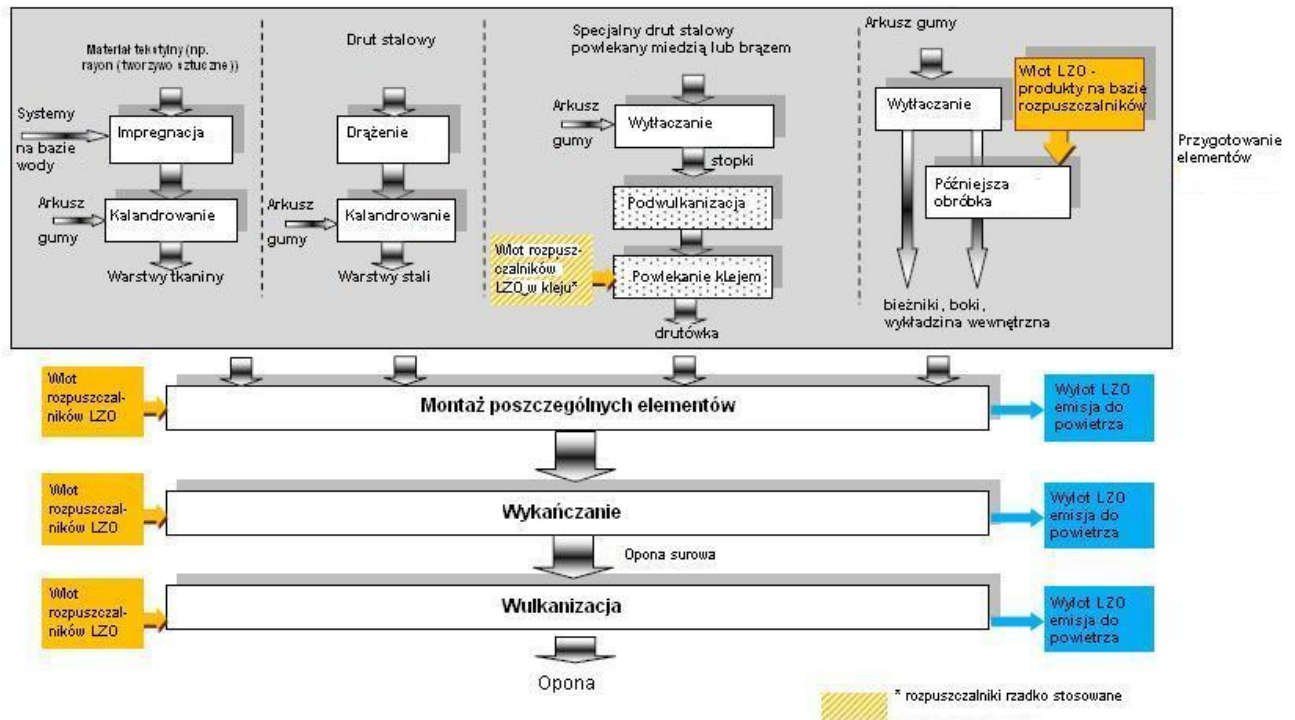 Materiał tekstylny (np.
rayon (tworzywo sztuczne))
Systemy
na bazie
wody
Impregnacja
Arkusz
gumy
Kalandrowanie
Warstwy tkaniny
Drut stalowy
Drążenie
Arkusz
gumy
Kalandrowanie
Warstwy stali
Specjalny drut stalowy
powlekany miedzią lub brązem
Arkusz
gumy
Wytłaczanie
stopki
Podwulkanizacja
Wlot rozpusz-
czalników
LZO w kleju*
Powlekanie klejem
drutówka
Arkusz gumy
Wytłaczanie
Wlot LZO -
produkty na bazie
rozpuszczalników
Późniejsza
obróbka
bieżniki, boki,
wykładzina wewnętrzna
Przygotowanie
elementów
Wlot
rozpuszczal-
ników LZO
Montaż poszczególnych elementów
Wylot LZO
emisja do
powietrza
Wlot
rozpuszczal-
ników LZO
Wykańczanie
Wylot LZO
emisja do
powietrza
Opona surowa
Wlot
rozpuszczal-
ników LZO
Wulkanizacja
Wylot LZO
emisja do
powietrza
Opona
* rozpuszczalniki rzadko stosowane